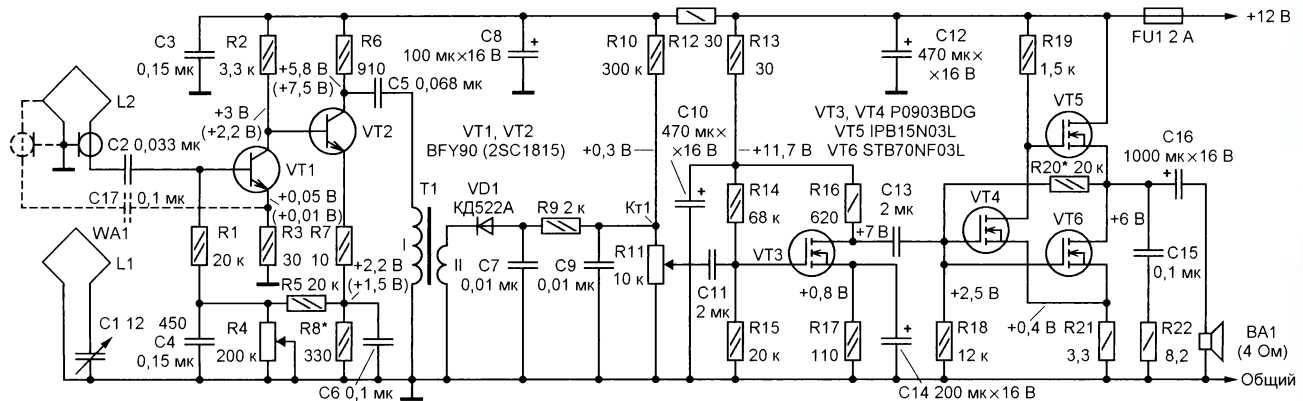 C3
0,15 мк
R2
3,3 к
R6
910
+5,8 В
(+7,5 В)
C5 0,068 мк
C8
100 мк×16 В
R10
300 к
R12 30
R13
30
C12
470 мк×
×16 В
R19
1,5 к
FU1 2 А
+12 В
L2
+3 В
(+2,2 В)
VT2
VT1, VT2
BFY90 (2SC1815)
C10
470 мк×
×16 В
VT3, VT4 P0903BDG
VT5 IPB15N03L
VT6 STB70NF03L
VT5
C16
1000 мк×16 В
C2 0,033 мк
VT1
+0,3 В
+11,7 В
R20* 20 к
C17
0,1 мк
+0,05 В
(+0,01 В)
T1
VD1
КД522А
R9 2 к
Кт1
R14
68 к
R16
620
C13
2 мк
+7 В
VT4
VT6
+6 В
WA1
L1
R1
20 к
R3
30
R7
10
I
II
R11
10 к
VT3
C15
0,1 мк
+2,2 В
(+1,5 В)
C7
0,01 мк
C9
0,01 мк
C11
2 мк
+0,8 В
+2,5 В
+0,4 В
R5 20 к
C1 12
450
C4
0,15 мк
R4
200 к
R8*
330
C6 0,1 мк
R15
20 к
R17
110
R18
12 к
R21
3,3
R22
8,2
BA1
(4 Ом)
C14 200 мк×16 В
Общий